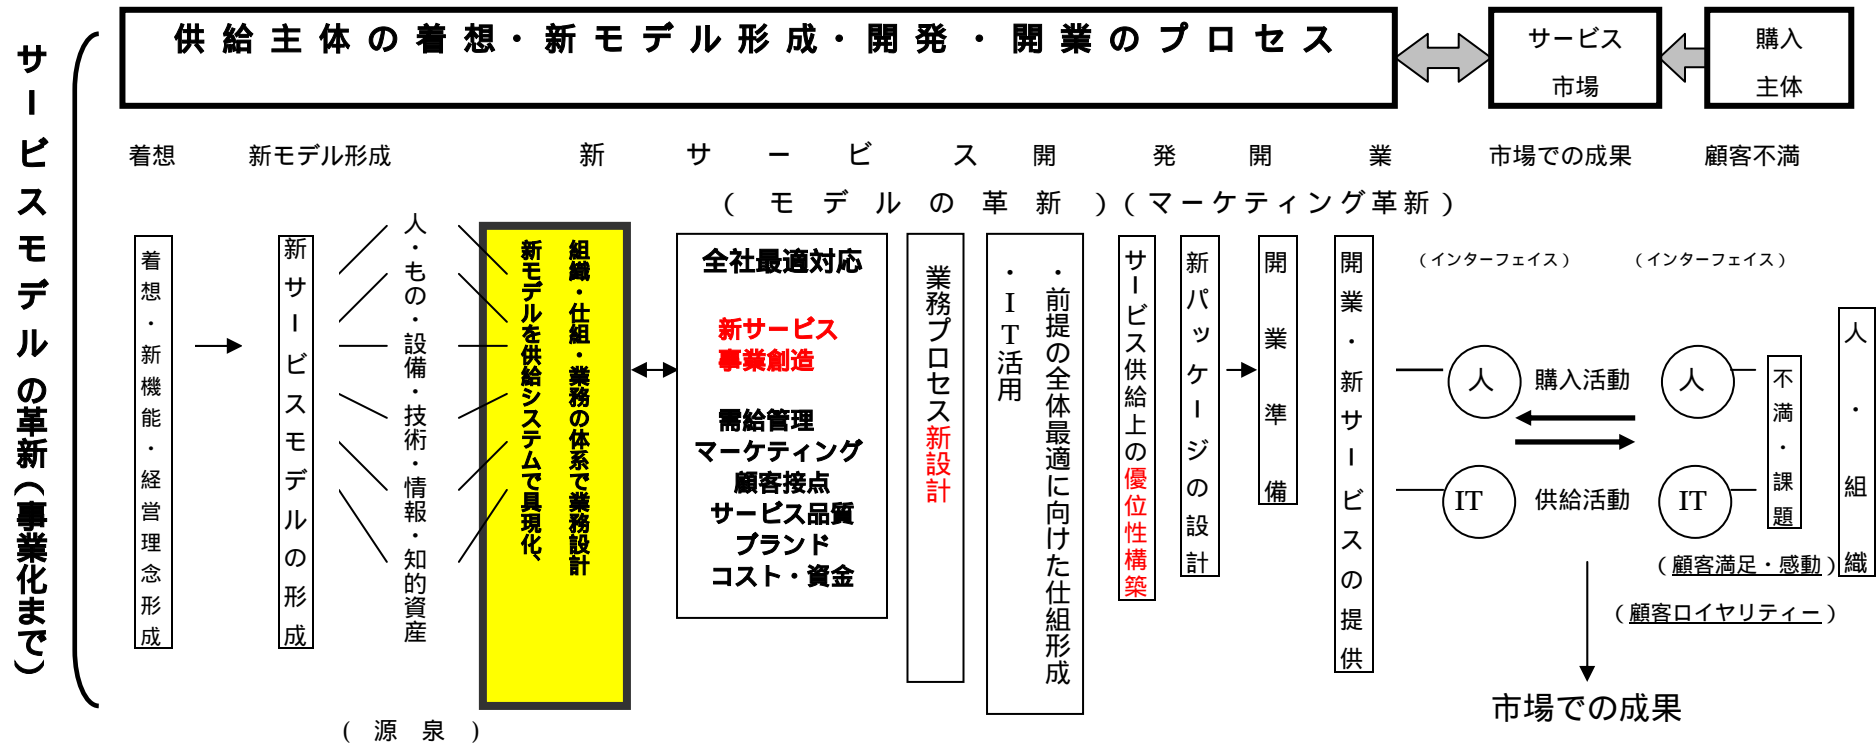 サービスモデルの革新(事業化まで)
供給主体の着想・新モデル形成・開発・開業のプロセス
サービス
市場
購入
主体
着想
新モデル形成
新サービス開発開業
市場での成果
顧客不満
(モデルの革新)(マーケティング革新)
着想・新機能・経営理念形成
新サービスモデルの形成
人・もの・設備・技術・情報・知的資産
(源泉)
組織・仕組・業務の体系で業務設計
新モデルを供給システムで具現化、
全社最適対応
新サービス
事業創造
需給管理
マーケティング
顧客接点
サービス品質
ブランド
コスト・資金
業務プロセス新設計
・前提の全体最適に向けた仕組形成
・IT活用
サービス供給上の優位性構築
新パッケージの設計
開業準備
開業・新サービスの提供
(インターフェイス)
(インターフェイス)
人
購入活動
人
IT
供給活動
IT
不満・課題
人・組織
(顧客満足・感動)
(顧客ロイヤリティー)
市場での成果